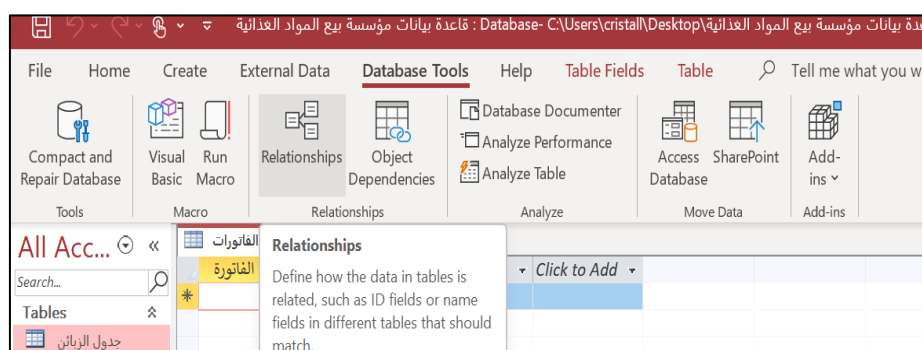 قاعدة بيانات مؤسسة بيع المواد الغذائية : Database- C:\Users\cristall\Desktop\قاعدة بيانات مؤسسة بيع المواد الغذائية
File Home Create External Data Database Tools Help Table Fields Table Tell me what you w
Compact and Repair Database
Visual Basic
Run Macro
Relationships
Object Dependencies
Database Documenter
Analyze Performance
Analyze Table
Access Database
SharePoint
Add-ins
Tools Macro Relationships Analyze Move Data Add-ins
All Acc...
Search...
Tables
جدول الزبائن
الفاتورات
الفاتورة
Click to Add
Relationships
Define how the data in tables is
related, such as ID fields or name
fields in different tables that should
match.